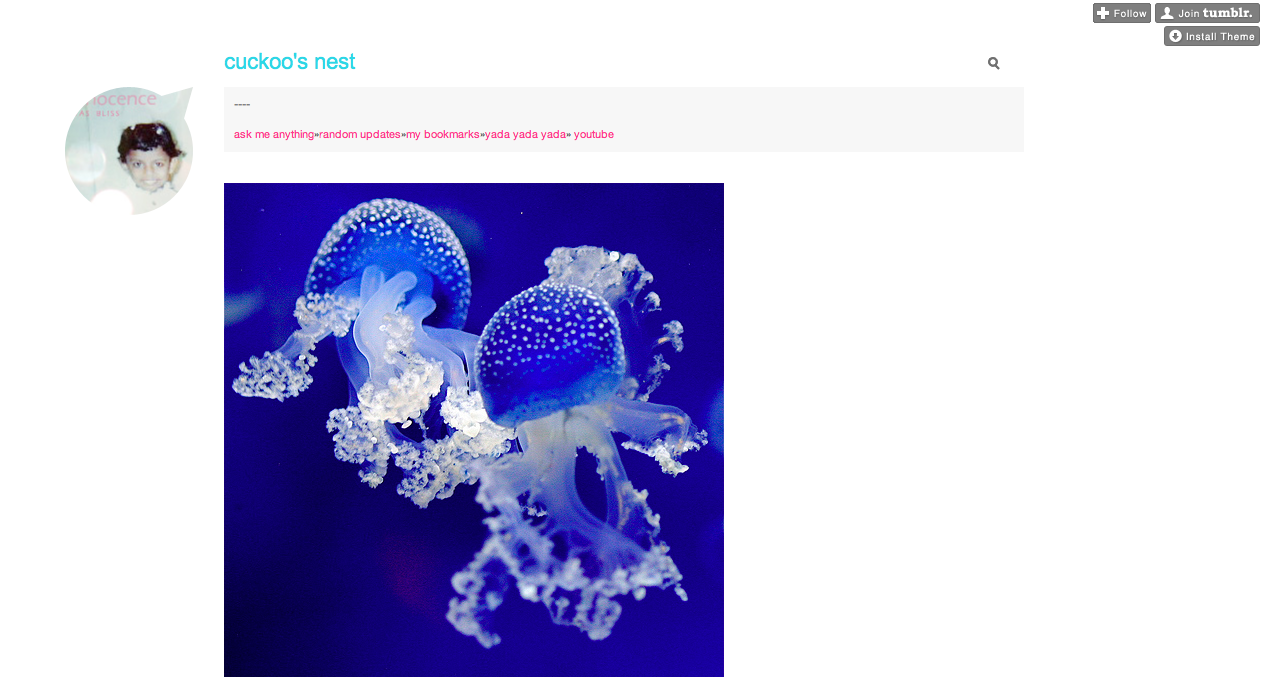 Follow
Join tumblr.
Install Theme
cuckoo's nest
nocence
AS BLISS
----
ask me anything»random updates»my bookmarks»yada yada yada» youtube